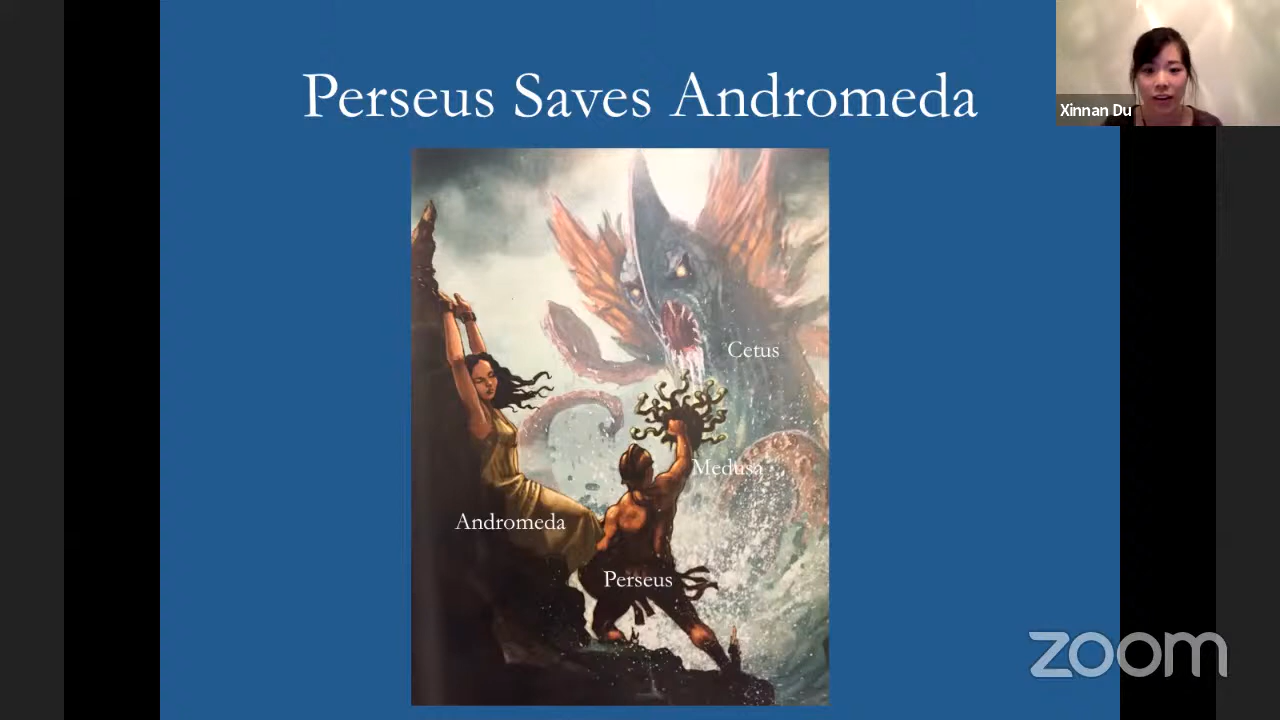 Perseus Saves Andromeda
Xinnan Du
Cetus
Medusa
Andromeda
Perseus
zoom